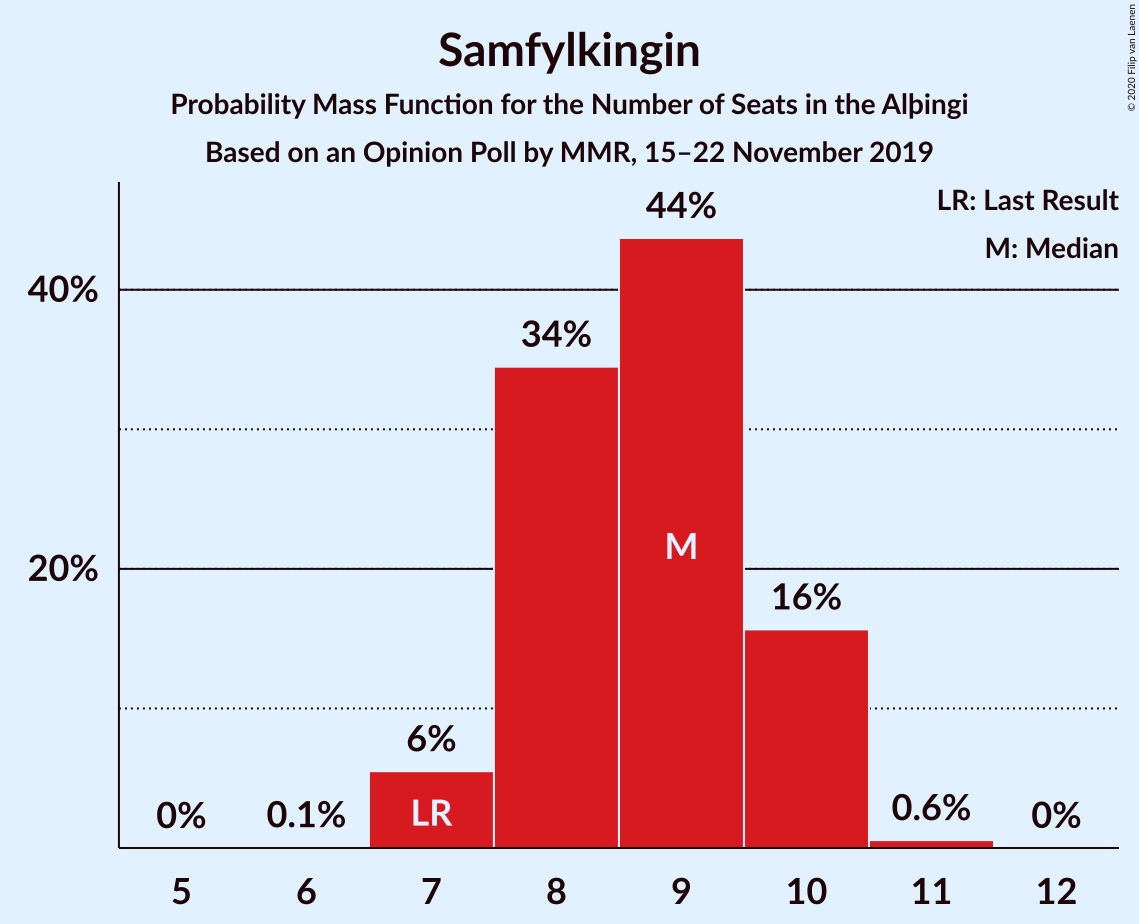 Samfylkingin
Probability Mass Function for the Number of Seats in the Alþingi
Based on an Opinion Poll by MMR, 15–22 November 2019
© 2020 Filip van Laenen
LR: Last Result
M: Median
44%
40%
34%
M
20%
16%
6%
LR
0%
0.1%
0.6%
0%
5 6 7 8 9 10 11 12